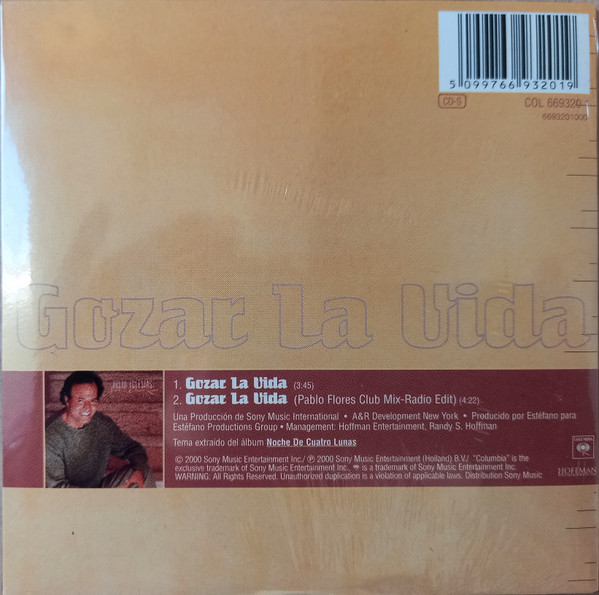 5 099766 932019
CD-S
COL 669320
6693201000
Gozar La Vida
JULIO IGLESIAS
1. Gozar La Vida (3:45)
2. Gozar La Vida (Pablo Flores Club Mix-Radio Edit) (4:22)
Una Producción de Sony Music International • A&R Development New York • Producido por Estéfano para
Estéfano Productions Group • Management: Hoffman Entertainment, Randy S. Hoffman
Tema extraido del álbum Noche De Cuatro Lunas
© 2000 Sony Music Entertainment Inc./ ℗ 2000 Sony Music Entertainment (Holland) B.V./ "Columbia" is the
exclusive trademark of Sony Music Entertainment Inc. is a trademark of Sony Music Entertainment Inc./
WARNING: All Rights Reserved. Unauthorized duplication is a violation of applicable laws. Distribution Sony Music
COLUMBIA
HOFFMAN